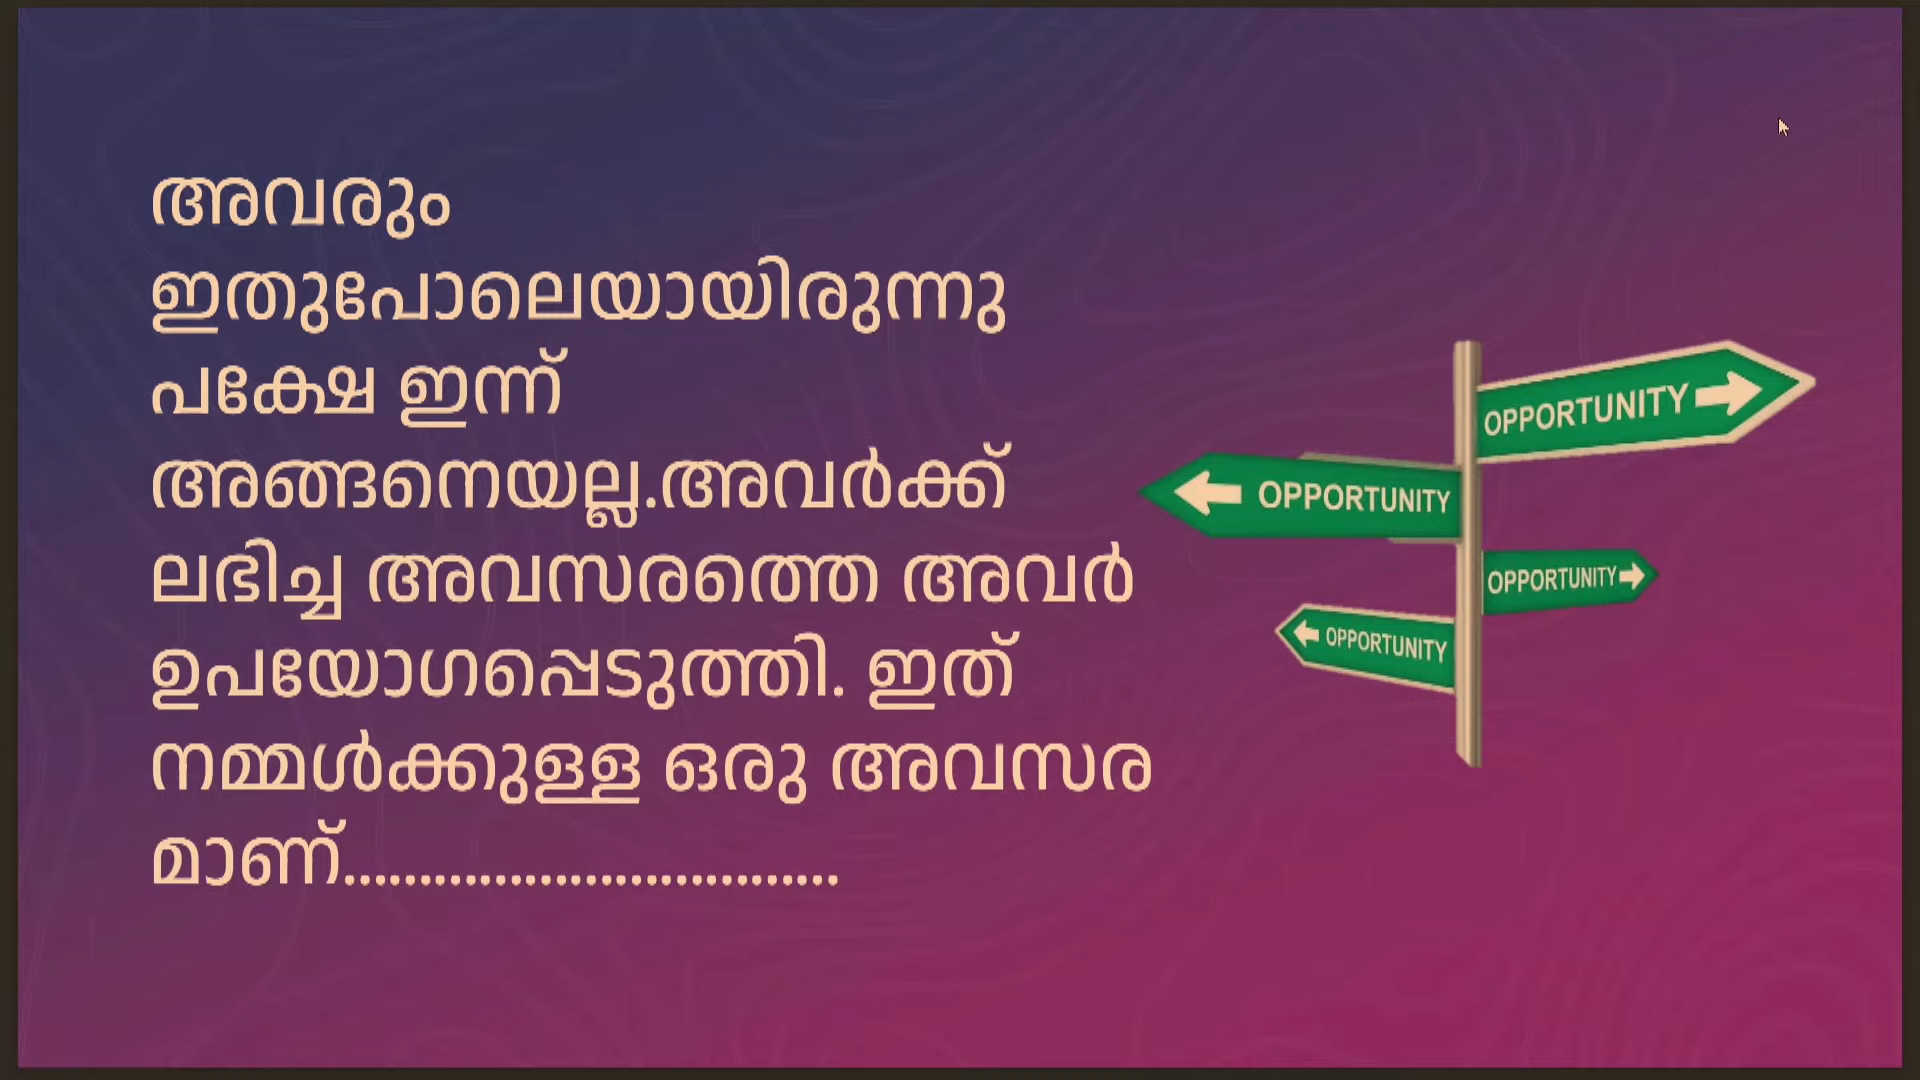 അവരും
ഇതുപോലെയായിരുന്നു
പക്ഷേ ഇന്ന്
അങ്ങനെയല്ല.അവർക്ക്
ലഭിച്ച അവസരത്തെ അവർ
ഉപയോഗപ്പെടുത്തി. ഇത്
നമ്മൾക്കുള്ള ഒരു അവസര
മാണ്.................................
OPPORTUNITY
OPPORTUNITY
OPPORTUNITY
OPPORTUNITY